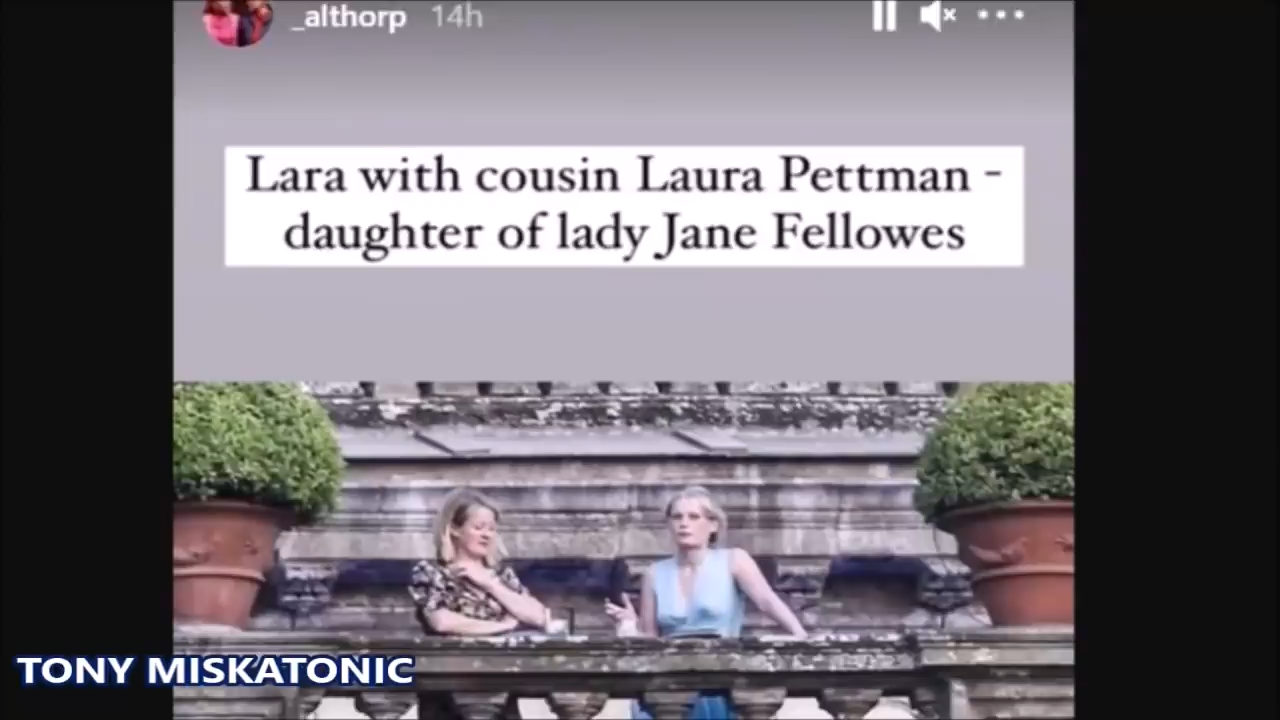 _althorp 14h
Lara with cousin Laura Pettman -
daughter of lady Jane Fellowes
TONY MISKATONIC